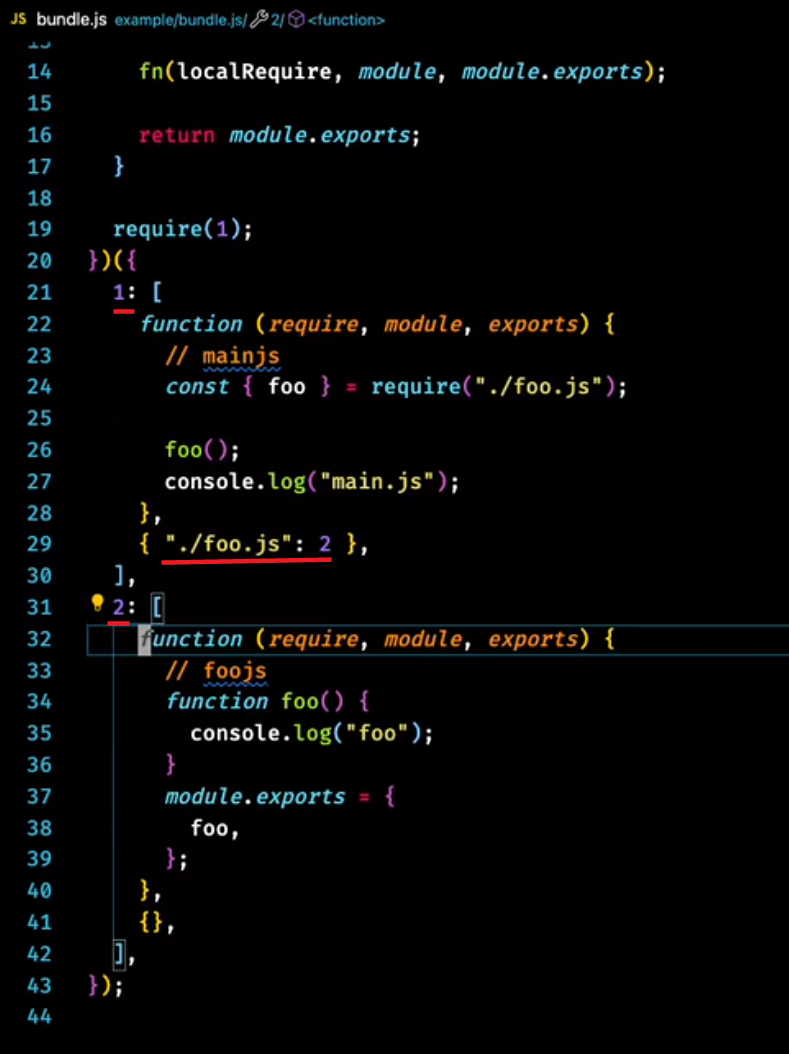 JS bundle.js example/bundle.js/ 2/ <function>
13
14 fn(localRequire, module, module.exports);
15
16 return module.exports;
17 }
18
19 require(1);
20 })({
21 1: [
22 function (require, module, exports) {
23 // mainjs
24 const { foo } = require("./foo.js");
25
26 foo();
27 console.log("main.js");
28 },
29 { "./foo.js": 2 },
30 ],
31 2: [
32 function (require, module, exports) {
33 // foojs
34 function foo() {
35 console.log("foo");
36 }
37 module.exports = {
38 foo,
39 };
40 },
41 {},
42 ],
43 });
44